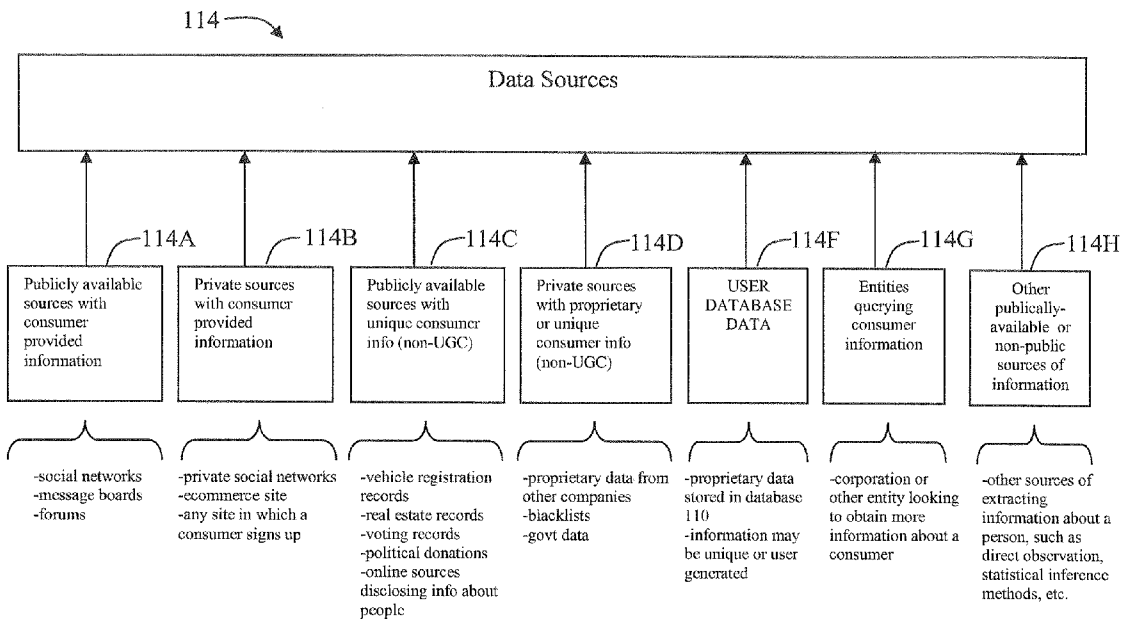 114
Data Sources
114A
114B
114C
114D
114F
114G
114H
Publicly available
sources with
consumer
provided
information
Private sources
with consumer
provided
information
Publicly available
sources with
unique consumer
info (non-UGC)
Private sources
with proprietary
or unique
consumer info
(non-UGC)
USER
DATABASE
DATA
Entities
querying
consumer
information
Other
publically-
available or
non-public
sources of
information
-social networks
-message boards
-forums
-private social networks
-ecommerce site
-any site in which a
consumer signs up
-vehicle registration
records
-real estate records
-voting records
-political donations
-online sources
disclosing info about
people
-proprietary data from
other companies
-blacklists
-govt data
-proprietary data
stored in database
110
-information may
be unique or user
generated
-corporation or
other entity looking
to obtain more
information about a
consumer
-other sources of
extracting
information about a
person, such as
direct observation,
statistical inference
methods, etc.